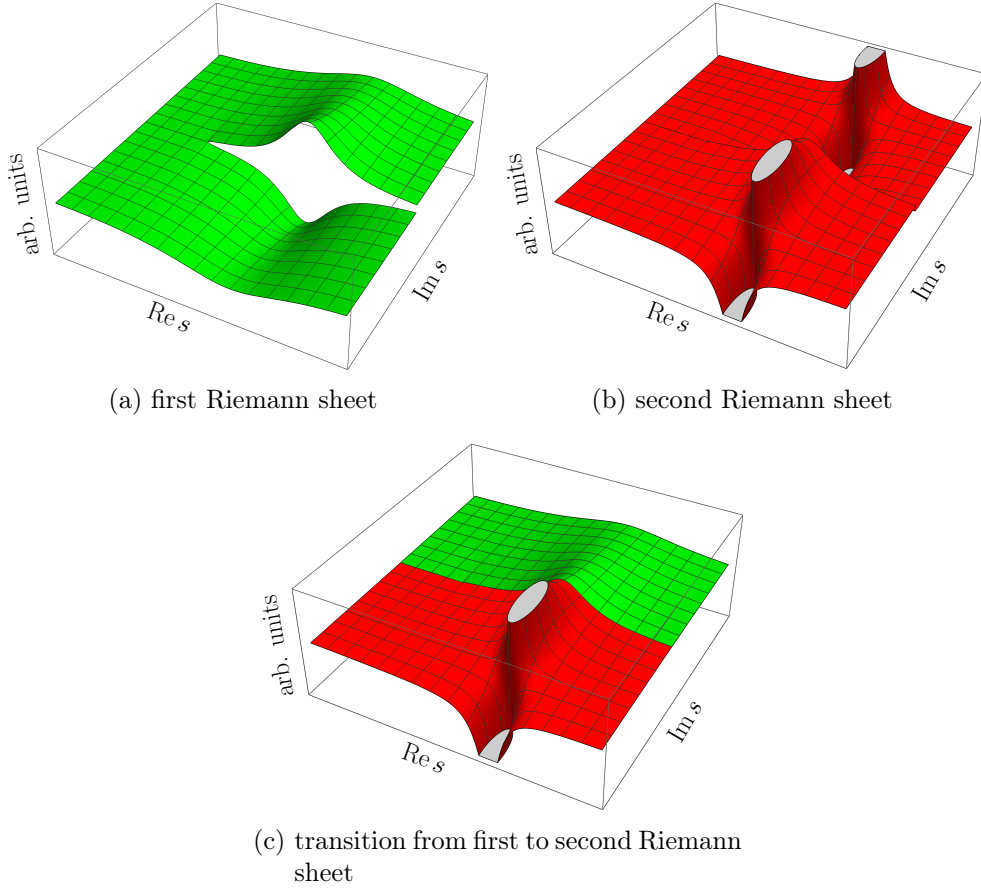 arb. units
Re s
Im s
(a) first Riemann sheet
arb. units
Re s
Im s
(b) second Riemann sheet
arb. units
Re s
Im s
(c) transition from first to second Riemann
sheet